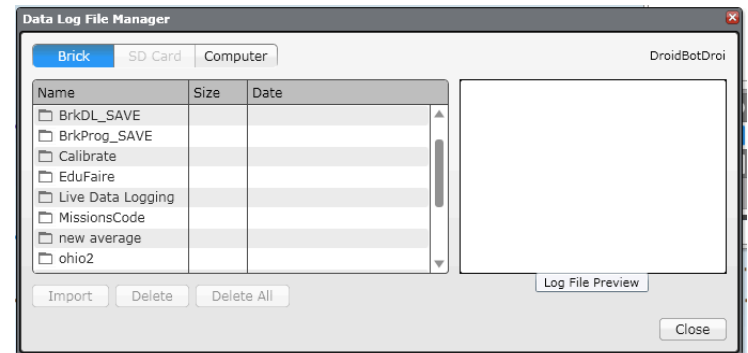 Data Log File Manager
Brick SD Card Computer DroidBotDroi
Name Size Date
BrkDL_SAVE
BrkProg_SAVE
Calibrate
EduFaire
Live Data Logging
MissionsCode
new average
ohio2
Log File Preview
Import Delete Delete All
Close